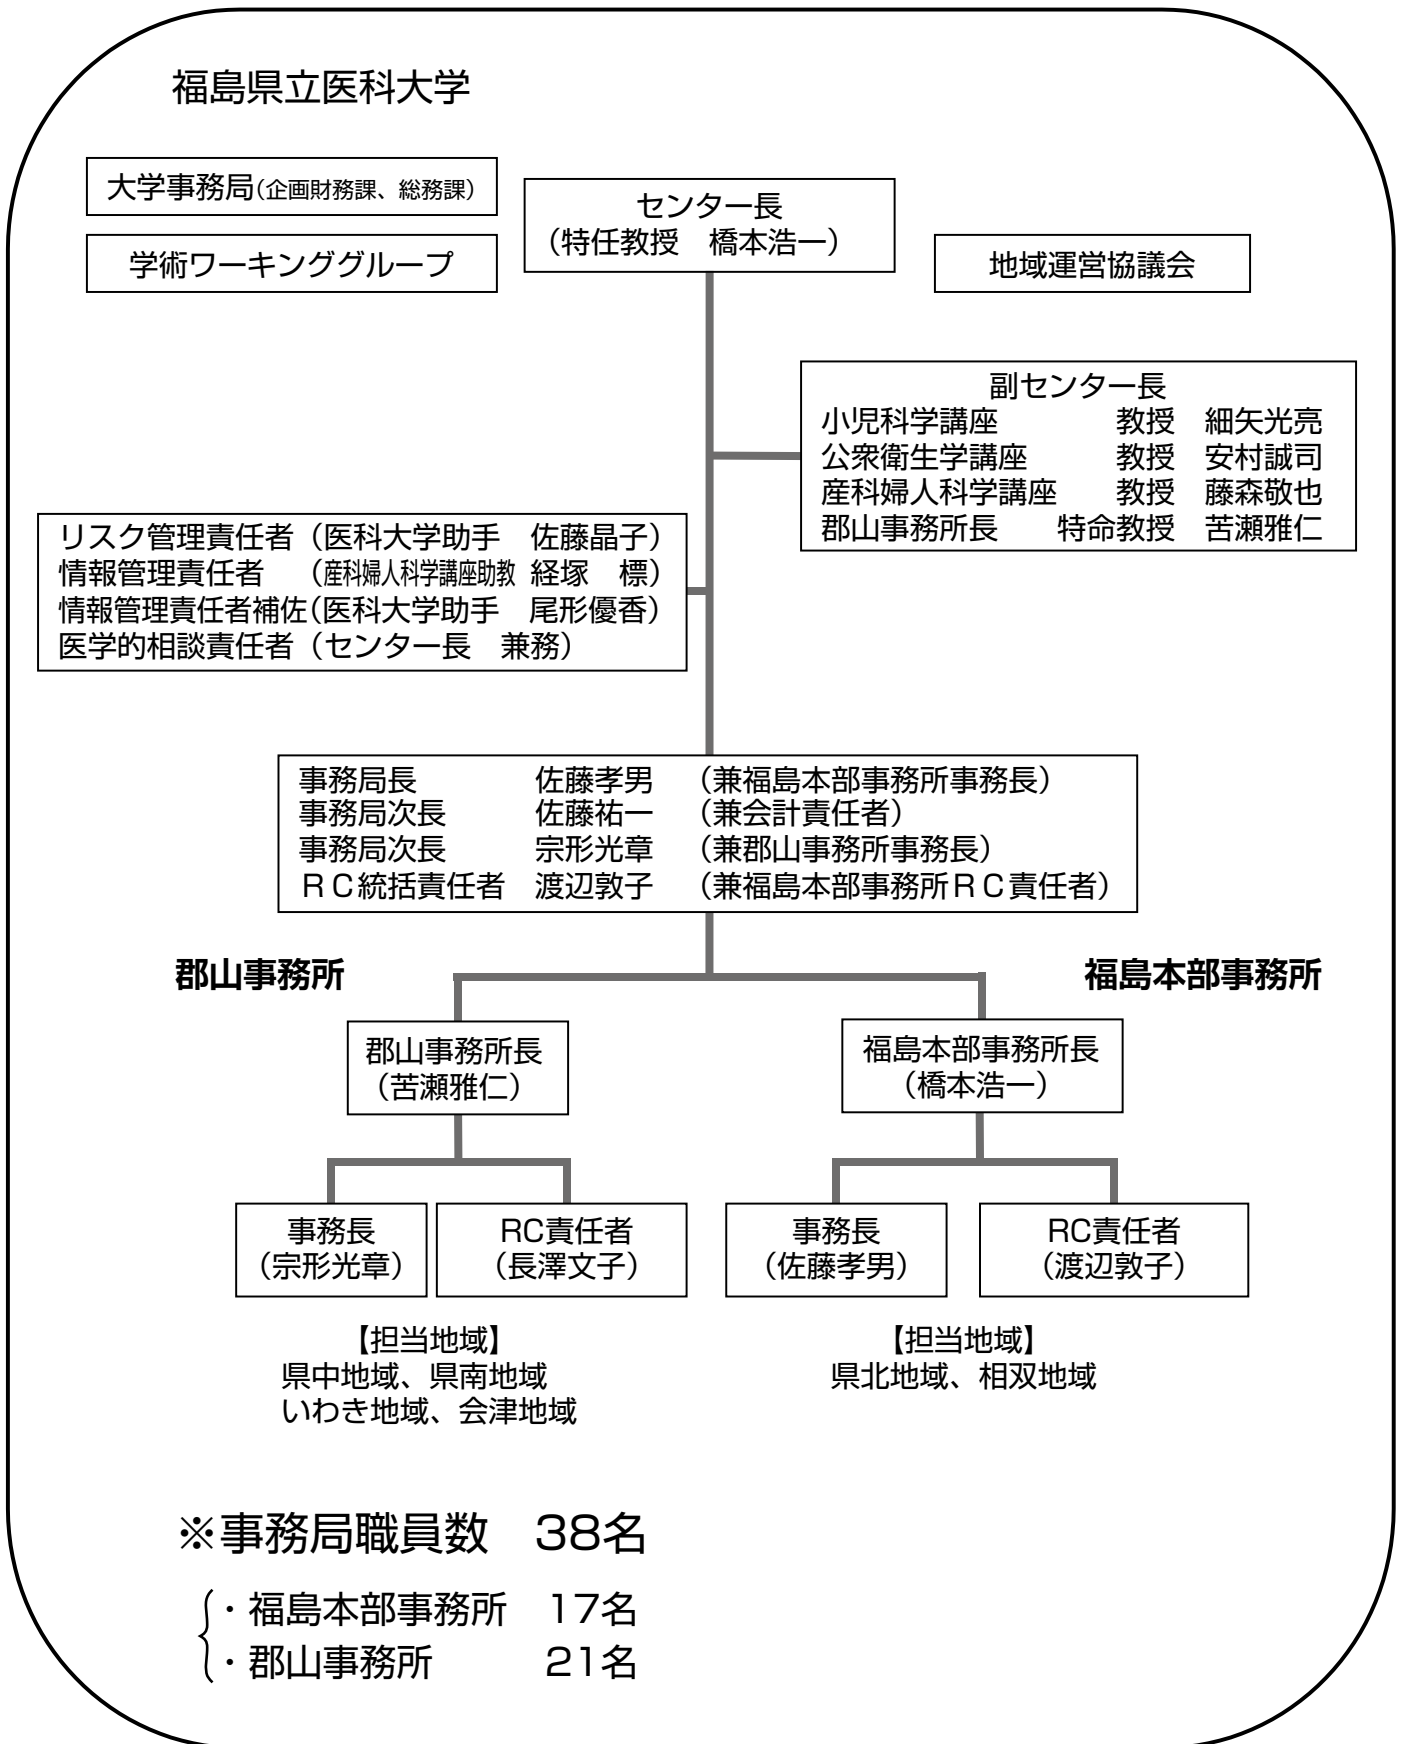 福島県立医科大学
大学事務局(企画財務課、総務課)
学術ワーキンググループ
センター長
（特任教授　橋本浩一）
地域運営協議会
副センター長
小児科学講座　　　　教授　細矢光亮
公衆衛生学講座　　　教授　安村誠司
産科婦人科学講座　　教授　藤森敬也
郡山事務所長　　特命教授　苦瀬雅仁
リスク管理責任者（医科大学助手　佐藤晶子）
情報管理責任者　（産科婦人科学講座助教　経塚　標）
情報管理責任者補佐（医科大学助手　尾形優香）
医学的相談責任者（センター長　兼務）
事務局長　　　　佐藤孝男　（兼福島本部事務所事務長）
事務局次長　　　佐藤祐一　（兼会計責任者）
事務局次長　　　宗形光章　（兼郡山事務所事務長）
ＲＣ統括責任者　渡辺敦子　（兼福島本部事務所ＲＣ責任者）
郡山事務所
郡山事務所長
（苦瀬雅仁）
事務長
（宗形光章）
RC責任者
（長澤文子）
【担当地域】
県中地域、県南地域
いわき地域、会津地域
福島本部事務所
福島本部事務所長
（橋本浩一）
事務長
（佐藤孝男）
RC責任者
（渡辺敦子）
【担当地域】
県北地域、相双地域
※事務局職員数　38名
・福島本部事務所　17名
・郡山事務所　　　21名